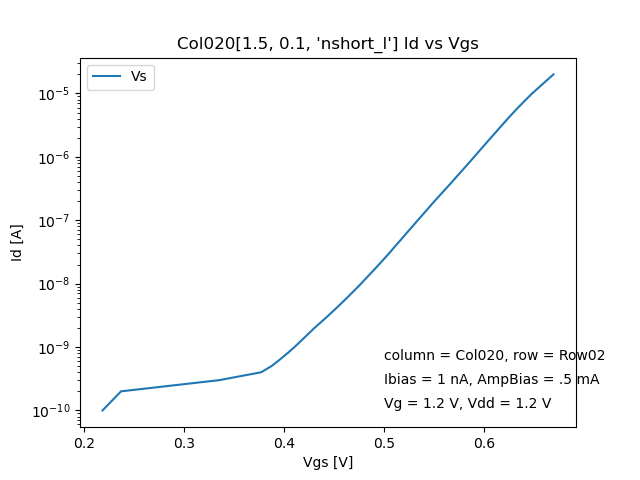 Col020[1.5, 0.1, 'nshort_l'] Id vs Vgs
Vs
10⁻⁵
10⁻⁶
10⁻⁷
10⁻⁸
10⁻⁹
10⁻¹⁰
Id [A]
column = Col020, row = Row02
Ibias = 1 nA, AmpBias = .5 mA
Vg = 1.2 V, Vdd = 1.2 V
0.2 0.3 0.4 0.5 0.6
Vgs [V]